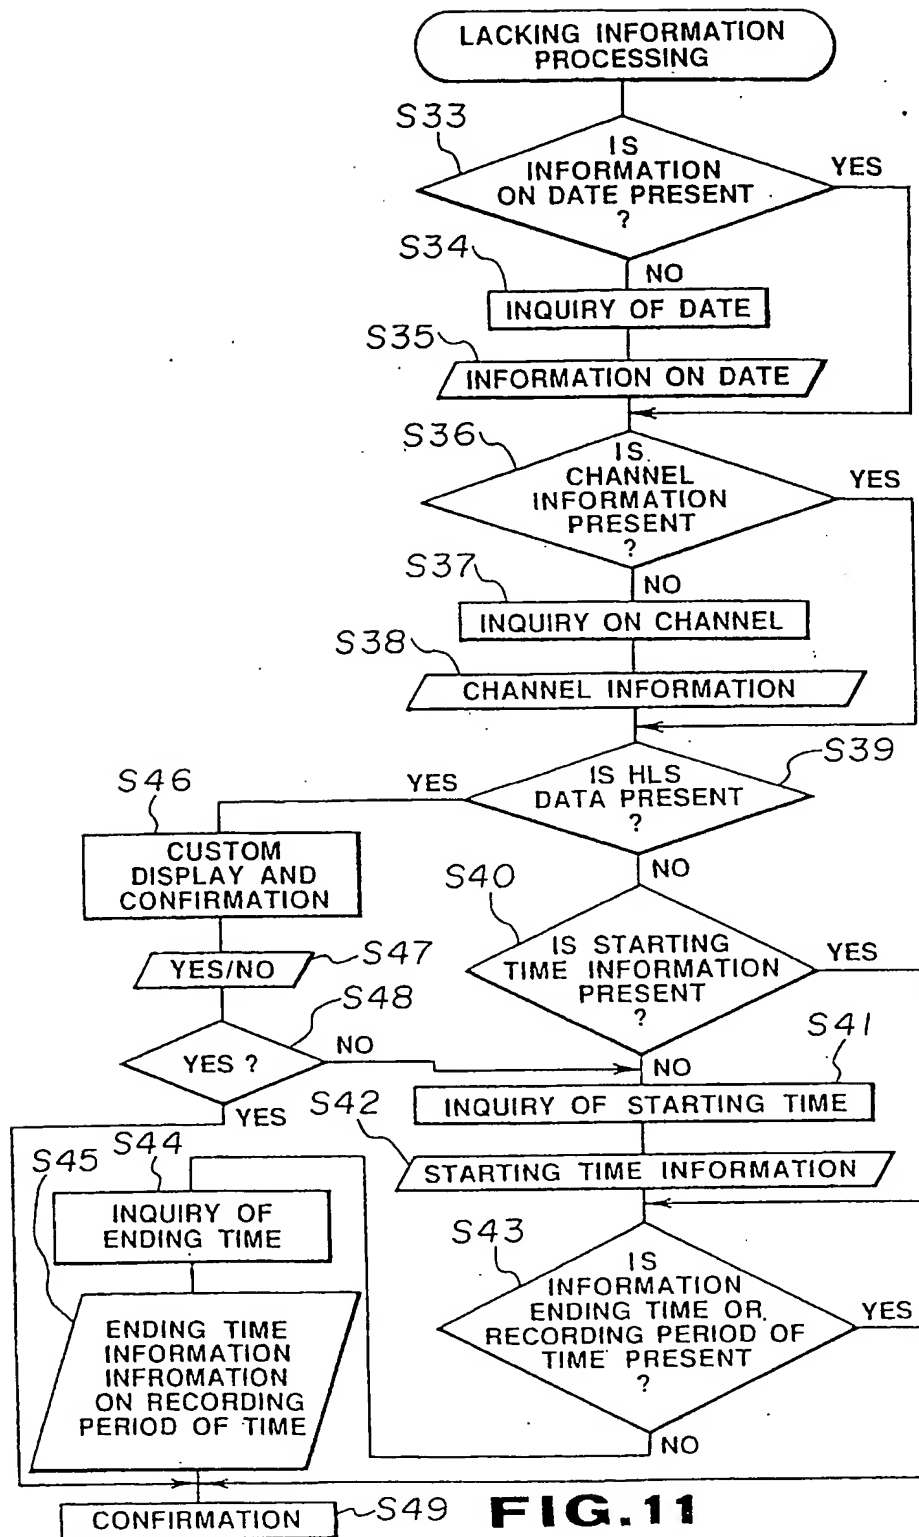 LACKING INFORMATION
PROCESSING
S33
IS
INFORMATION
ON DATE PRESENT
?
YES
S34
NO
INQUIRY OF DATE
S35
INFORMATION ON DATE
S36
IS
CHANNEL
INFORMATION
PRESENT
?
YES
S37
NO
INQUIRY ON CHANNEL
S38
CHANNEL INFORMATION
S39
IS HLS
DATA PRESENT
?
YES
NO
S46
CUSTOM
DISPLAY AND
CONFIRMATION
S47
YES/NO
S48
YES ?
NO
YES
S40
IS STARTING
TIME INFORMATION
PRESENT
?
YES
NO
S41
INQUIRY OF STARTING TIME
S42
STARTING TIME INFORMATION
S43
IS
INFORMATION
ENDING TIME OR
RECORDING PERIOD OF
TIME PRESENT
?
YES
NO
S44
INQUIRY OF
ENDING TIME
S45
ENDING TIME
INFORMATION
INFROMATION
ON RECORDING
PERIOD OF TIME
CONFIRMATION
S49
FIG.11